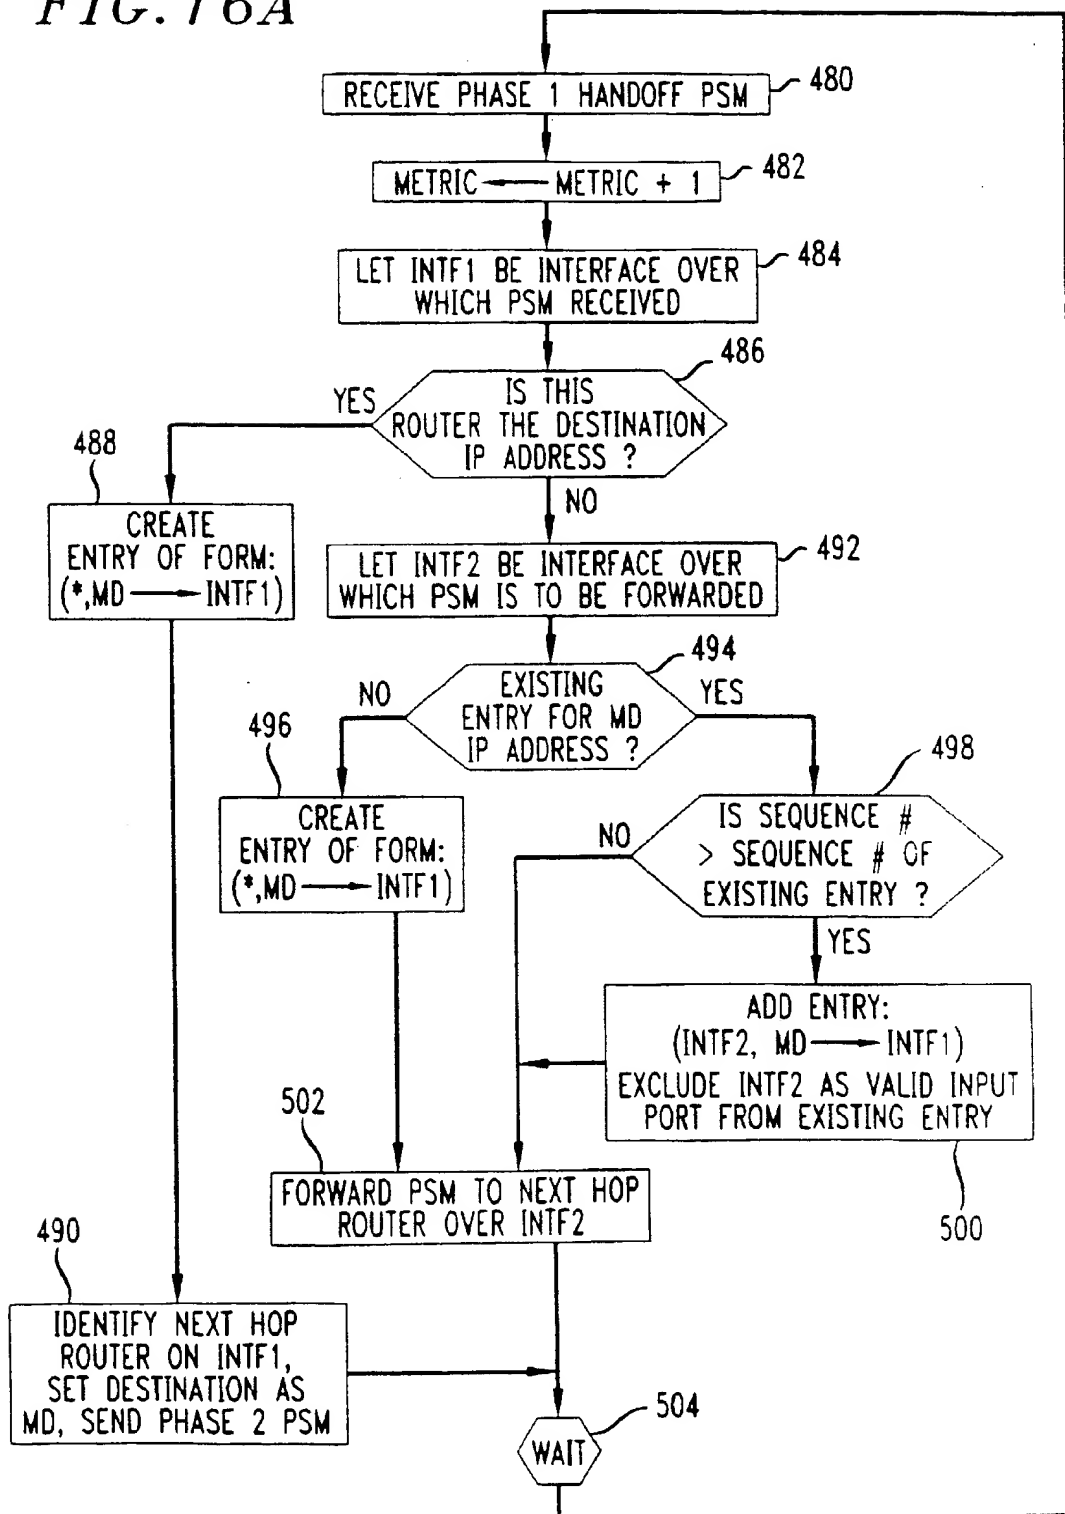 FIG. 16A
RECEIVE PHASE 1 HANDOFF PSM
480
METRIC ← METRIC + 1
482
LET INTF1 BE INTERFACE OVER
WHICH PSM RECEIVED
484
IS THIS
ROUTER THE DESTINATION
IP ADDRESS ?
486
YES
NO
488
CREATE
ENTRY OF FORM:
(*,MD → INTF1)
LET INTF2 BE INTERFACE OVER
WHICH PSM IS TO BE FORWARDED
492
EXISTING
ENTRY FOR MD
IP ADDRESS ?
494
NO
YES
496
CREATE
ENTRY OF FORM:
(*,MD → INTF1)
498
IS SEQUENCE #
> SEQUENCE # OF
EXISTING ENTRY ?
NO
YES
ADD ENTRY:
(INTF2, MD → INTF1)
EXCLUDE INTF2 AS VALID INPUT
PORT FROM EXISTING ENTRY
500
502
FORWARD PSM TO NEXT HOP
ROUTER OVER INTF2
490
IDENTIFY NEXT HOP
ROUTER ON INTF1,
SET DESTINATION AS
MD, SEND PHASE 2 PSM
504
WAIT